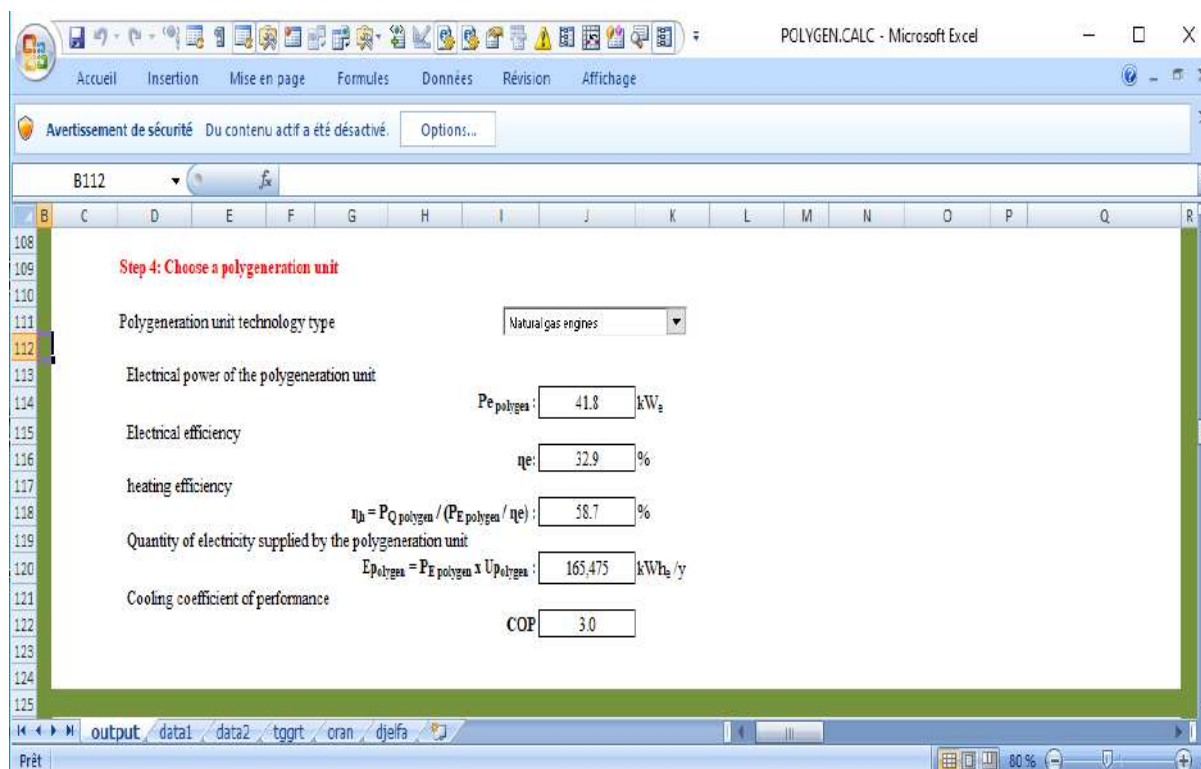 POLYGEN.CALC - Microsoft Excel
Accueil Insertion Mise en page Formules Données Révision Affichage
Avertissement de sécurité Du contenu actif a été désactivé. Options...
B112 fx
B C D E F G H I J K L M N O P Q R
108
109 Step 4: Choose a polygeneration unit
110
111 Polygeneration unit technology type Natural gas engines
112
113 Electrical power of the polygeneration unit
114 Pe polygen : 41.8 kWe
115 Electrical efficiency
116 ηe: 32.9 %
117 heating efficiency
118 ηh = PQ polygen / (PE polygen / ηe) : 58.7 %
119 Quantity of electricity supplied by the polygeneration unit
120 Epolygen = PE polygen x Upolygen : 165,475 kWhe /y
121 Cooling coefficient of performance
122 COP 3.0
123
124
125
output data1 data2 tggrt oran djelfa
Prêt 80 %